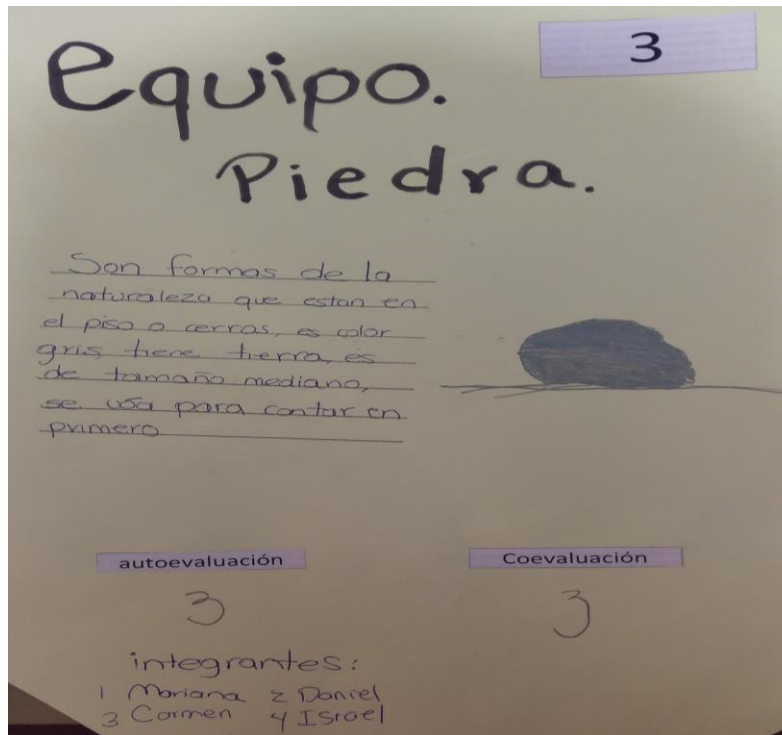 equipo.
3
Piedra.
Son formas de la
naturaleza que estan en
el piso o cerros, es color
gris, tiene tierra, es
de tamaño mediano,
se usa para contar en
primero
autoevaluación
Coevaluación
3
3
integrantes:
1 Mariana 2 Daniel
3 Carmen 4 Israel